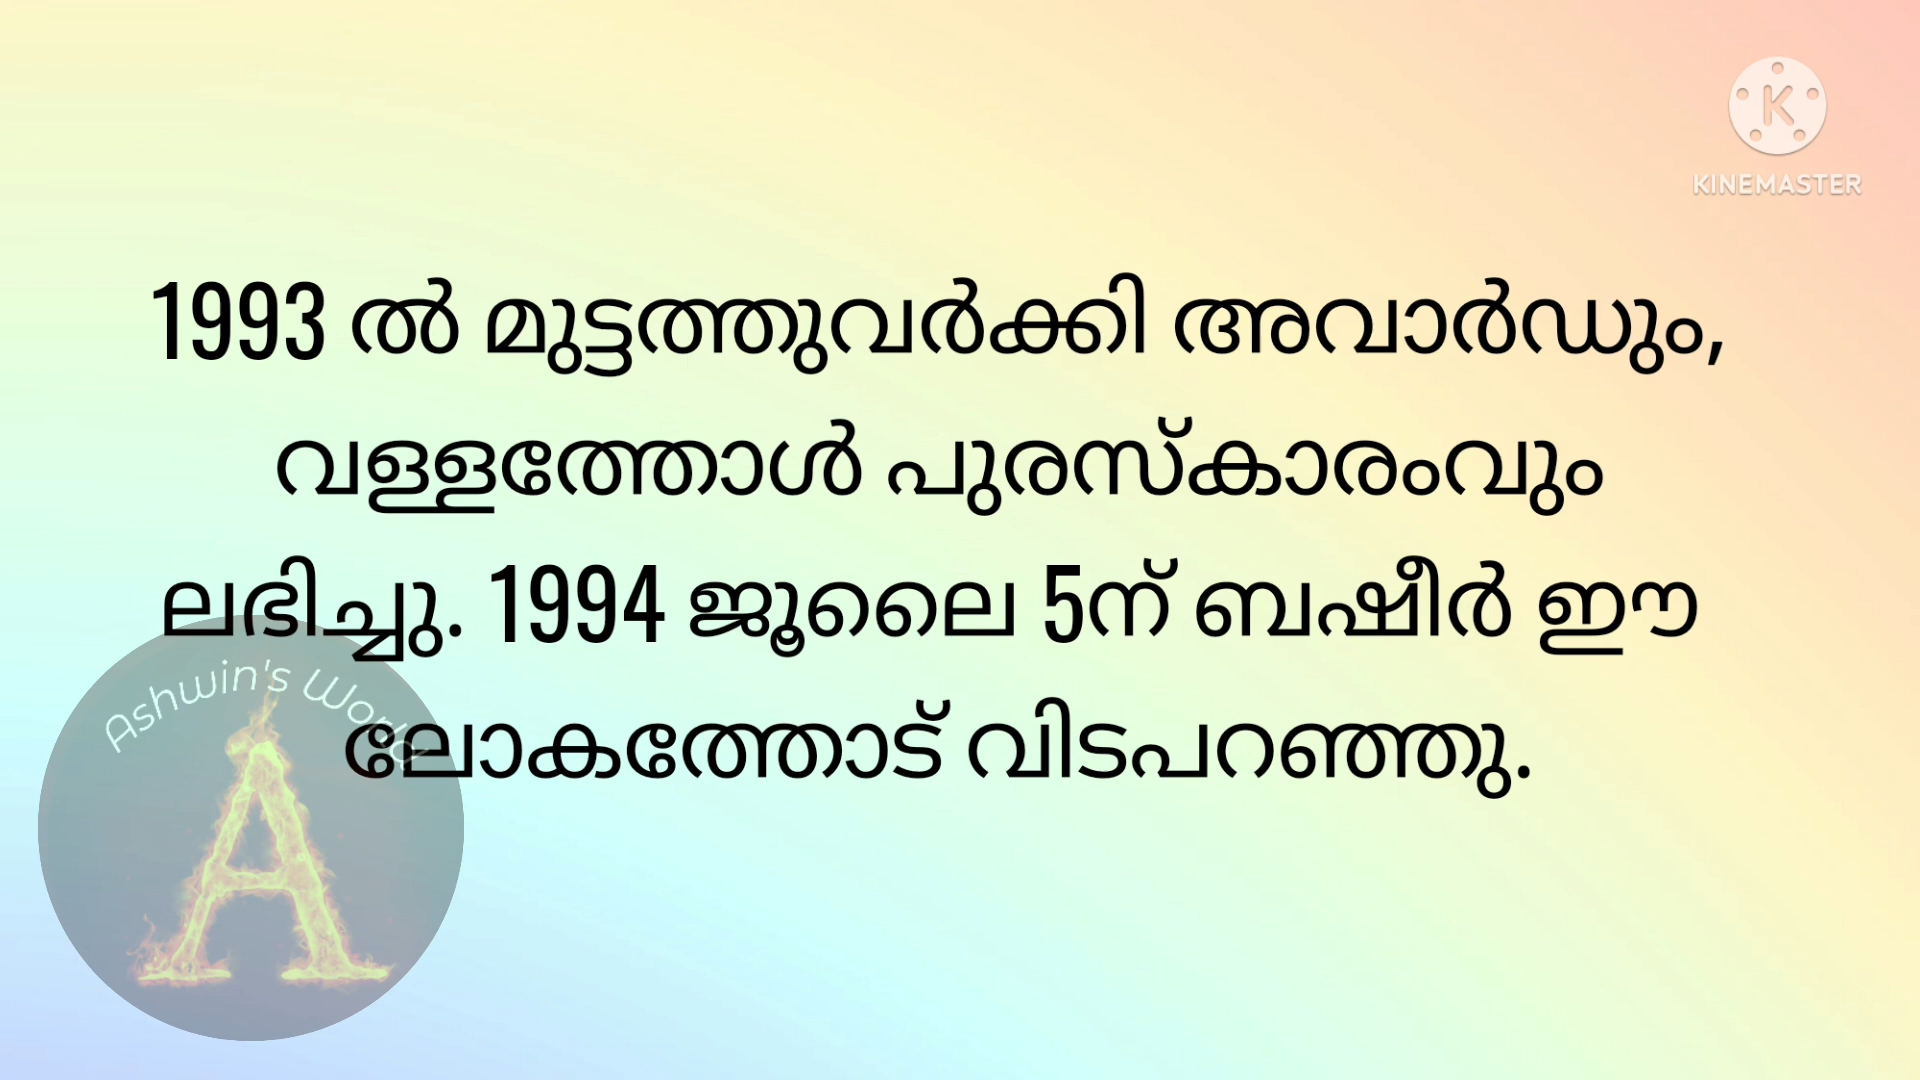 KINEMASTER
1993 ൽ മുട്ടത്തുവർക്കി അവാർഡും,
വള്ളത്തോൾ പുരസ്കാരംവും
ലഭിച്ചു. 1994 ജൂലൈ 5ന് ബഷീർ ഈ
ലോകത്തോട് വിടപറഞ്ഞു.
Ashwin's World
A